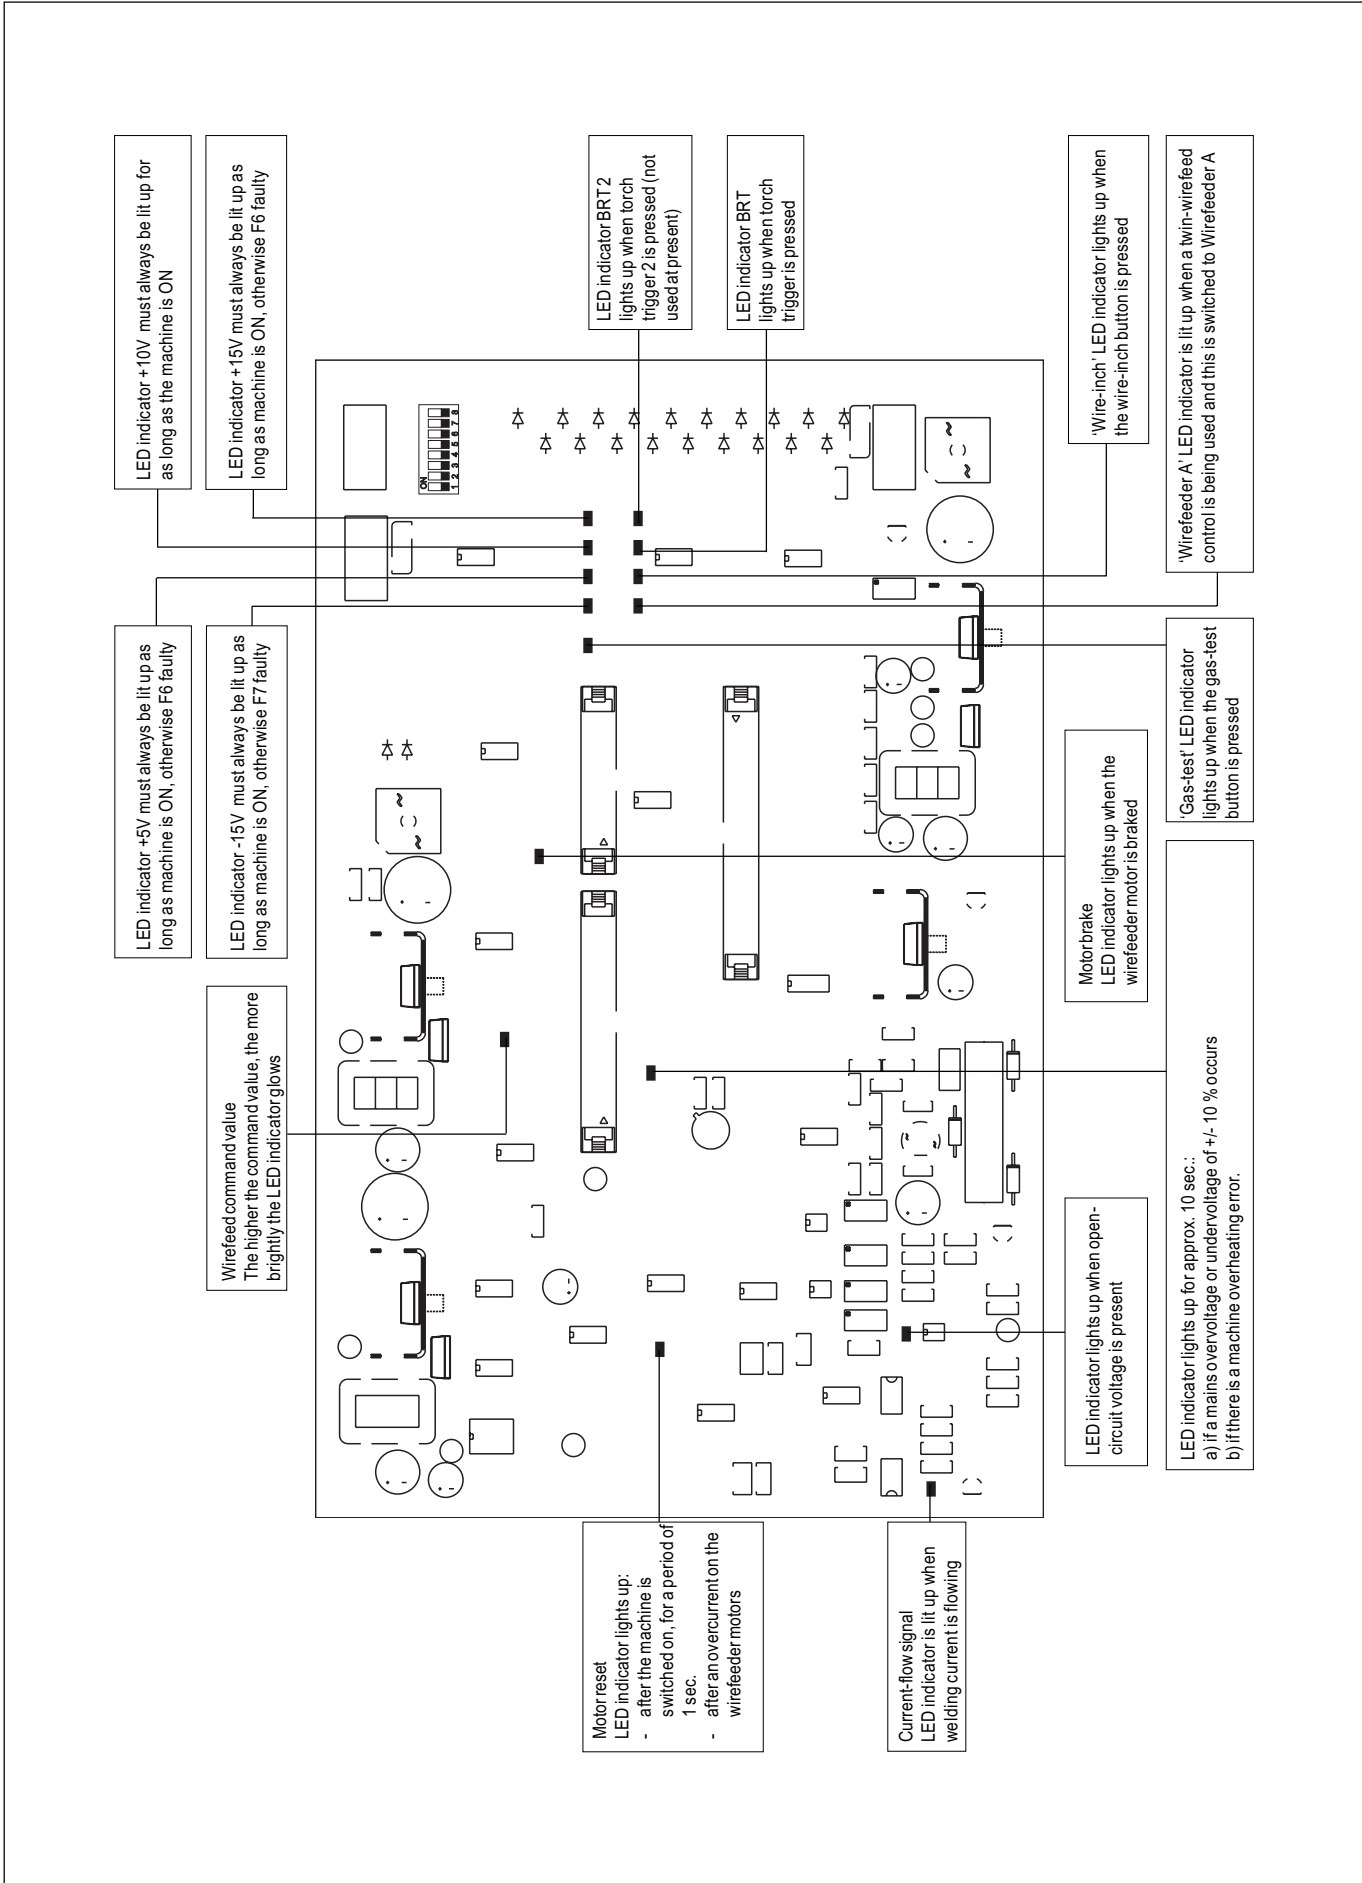 LED indicator +5V must always be lit up as
long as machine is ON, otherwise F6 faulty
LED indicator -15V must always be lit up as
long as machine is ON, otherwise F7 faulty
LED indicator +10V must always be lit up for
as long as the machine is ON
LED indicator +15V must always be lit up as
long as machine is ON, otherwise F6 faulty
Wirefeed command value
The higher the command value, the more
brightly the LED indicator glows
ON
1 2 3 4 5 6 7 8
LED indicator BRT 2
lights up when torch
trigger 2 is pressed (not
used at present)
LED indicator BRT
lights up when torch
trigger is pressed
Motor reset
LED indicator lights up:
- after the machine is
switched on, for a period of
1 sec.
- after an overcurrent on the
wirefeeder motors
Current-flow signal
LED indicator is lit up when
welding current is flowing
LED indicator lights up when open-
circuit voltage is present
Motor brake
LED indicator lights up when the
wirefeeder motor is braked
'Wire-inch' LED indicator lights up when
the wire-inch button is pressed
LED indicator lights up for approx. 10 sec.:
a) if a mains overvoltage or undervoltage of +/- 10 % occurs
b) if there is a machine overheating error.
'Gas-test' LED indicator
lights up when the gas-test
button is pressed
'Wirefeeder A' LED indicator is lit up when a twin-wirefeed
control is being used and this is switched to Wirefeeder A